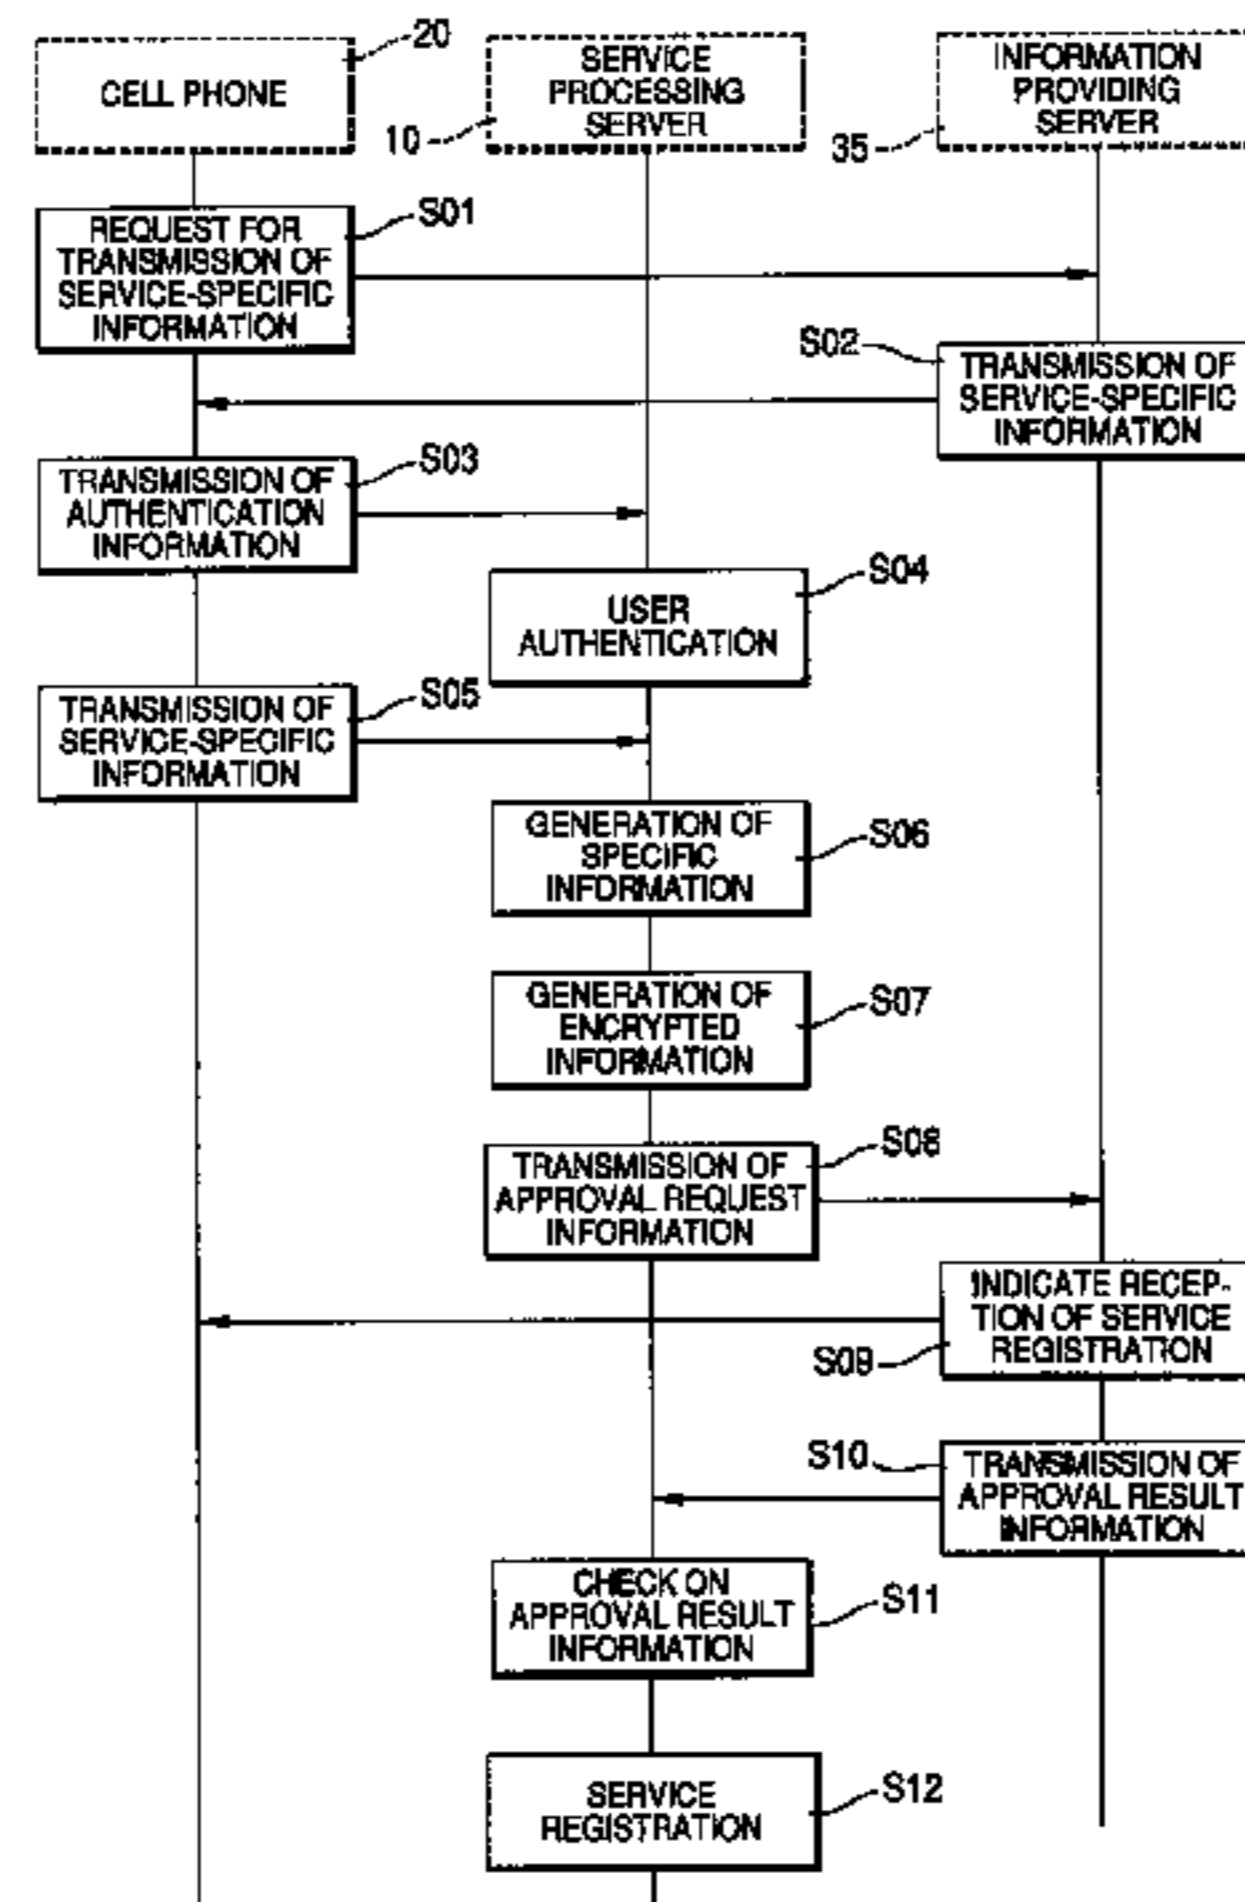 20
CELL PHONE
SERVICE
PROCESSING
SERVER
10
INFORMATION
PROVIDING
SERVER
35
REQUEST FOR
TRANSMISSION OF
SERVICE-SPECIFIC
INFORMATION
S01
S02
TRANSMISSION OF
SERVICE-SPECIFIC
INFORMATION
TRANSMISSION OF
AUTHENTICATION
INFORMATION
S03
USER
AUTHENTICATION
S04
TRANSMISSION OF
SERVICE-SPECIFIC
INFORMATION
S05
GENERATION OF
SPECIFIC
INFORMATION
S06
GENERATION OF
ENCRYPTED
INFORMATION
S07
TRANSMISSION OF
APPROVAL REQUEST
INFORMATION
S08
INDICATE RECEP-
TION OF SERVICE
REGISTRATION
S09
S10
TRANSMISSION OF
APPROVAL RESULT
INFORMATION
CHECK ON
APPROVAL RESULT
INFORMATION
S11
SERVICE
REGISTRATION
S12